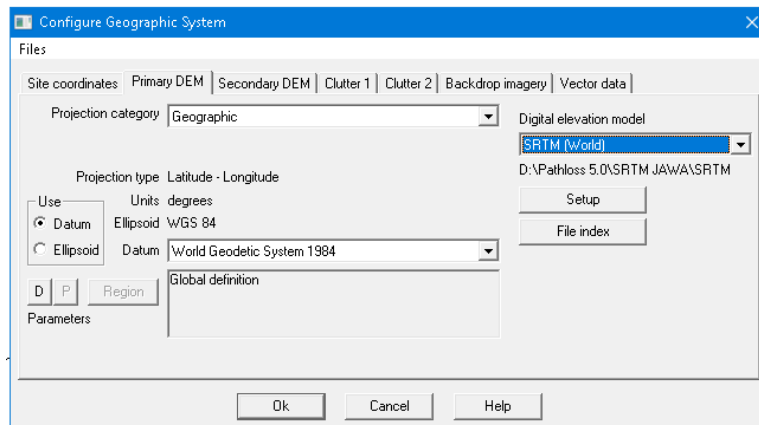 Configure Geographic System
Files
Site coordinates Primary DEM Secondary DEM Clutter 1 Clutter 2 Backdrop imagery Vector data
Projection category Geographic
Digital elevation model
SRTM (World)
D:\Pathloss 5.0\SRTM JAWA\SRTM
Setup
File index
Projection type Latitude - Longitude
Use
Units degrees
Datum
Ellipsoid WGS 84
Ellipsoid
Datum World Geodetic System 1984
D P Region
Global definition
Parameters
Ok Cancel Help